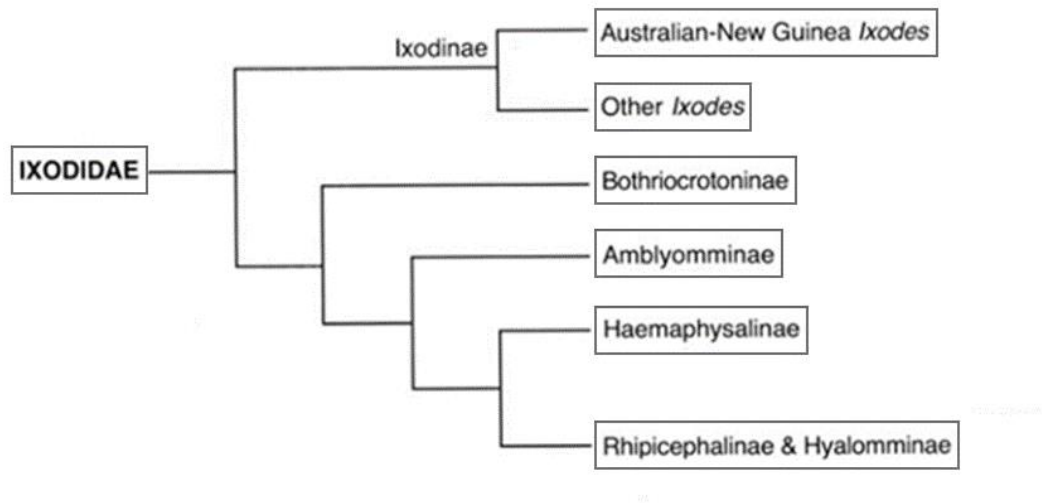 Ixodinae
Australian-New Guinea Ixodes
Other Ixodes
IXODIDAE
Bothriocrotoninae
Amblyomminae
Haemaphysalinae
Rhipicephalinae & Hyalomminae